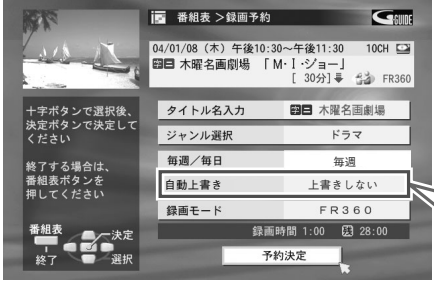 番組表 >録画予約
GGUIDE
04/01/08（木）午後10:30～午後11:30 10CH
木曜名画劇場 「M・I・ジョー」
[ 30分] FR360
十字ボタンで選択後、
決定ボタンで決定して
ください
終了する場合は、
番組表ボタンを
押してください
タイトル名入力 木曜名画劇場
ジャンル選択 ドラマ
毎週／毎日 毎週
自動上書き 上書きしない
録画モード FR360
録画時間 1:00 残 28:00
予約決定
番組表
決定
終了 選択